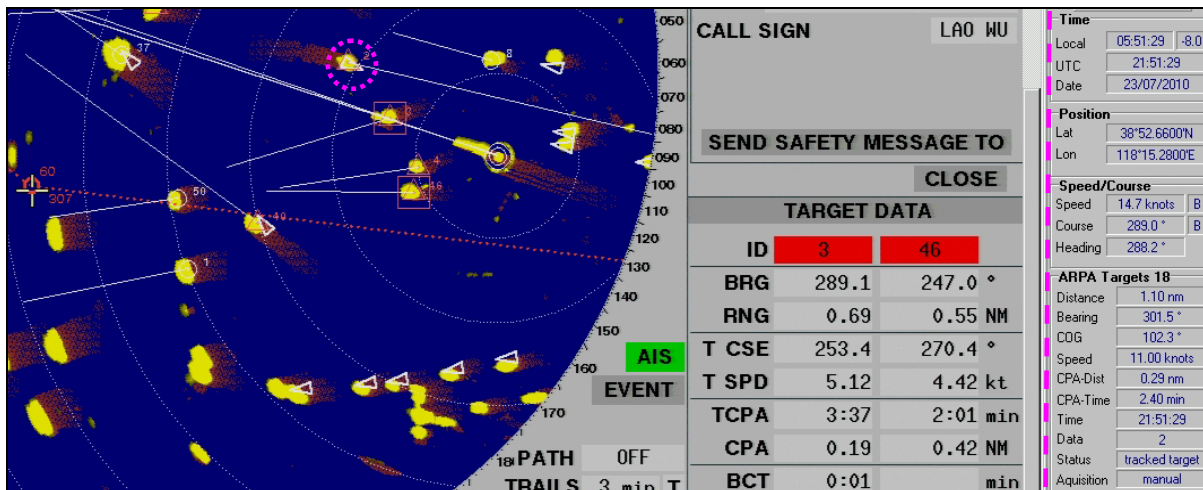 37
2
8
3
4
46
60
307
50
40
1
050
060
070
080
090
100
110
120
130
140
150
160
170
18
AIS
EVENT
PATH OFF
TRAILS 3 min T
CALL SIGN LAO WU
SEND SAFETY MESSAGE TO
CLOSE
TARGET DATA
ID 3 46
BRG 289.1 247.0 °
RNG 0.69 0.55 NM
T CSE 253.4 270.4 °
T SPD 5.12 4.42 kt
TCPA 3:37 2:01 min
CPA 0.19 0.42 NM
BCT 0:01 min
Time
Local 05:51:29 -8.0
UTC 21:51:29
Date 23/07/2010
Position
Lat 38°52.6600'N
Lon 118°15.2800'E
Speed/Course
Speed 14.7 knots B
Course 289.0 ° B
Heading 288.2 °
ARPA Targets 18
Distance 1.10 nm
Bearing 301.5 °
COG 102.3 °
Speed 11.00 knots
CPA-Dist 0.29 nm
CPA-Time 2.40 min
Time 21:51:29
Data 2
Status tracked target
Aquisition manual